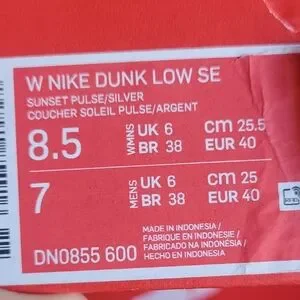 W NIKE DUNK LOW SE
SUNSET PULSE/SILVER
COUCHER SOLEIL PULSE/ARGENT
8.5 WMNS UK 6 cm 25.5
BR 38 EUR 40
7 MENS UK 6 cm 25
BR 38 EUR 40
MADE IN INDONESIA /
FABRIQUE EN INDONESIE /
FABRICADO NA INDONÉSIA /
HECHO EN INDONESIA
DN0855 600